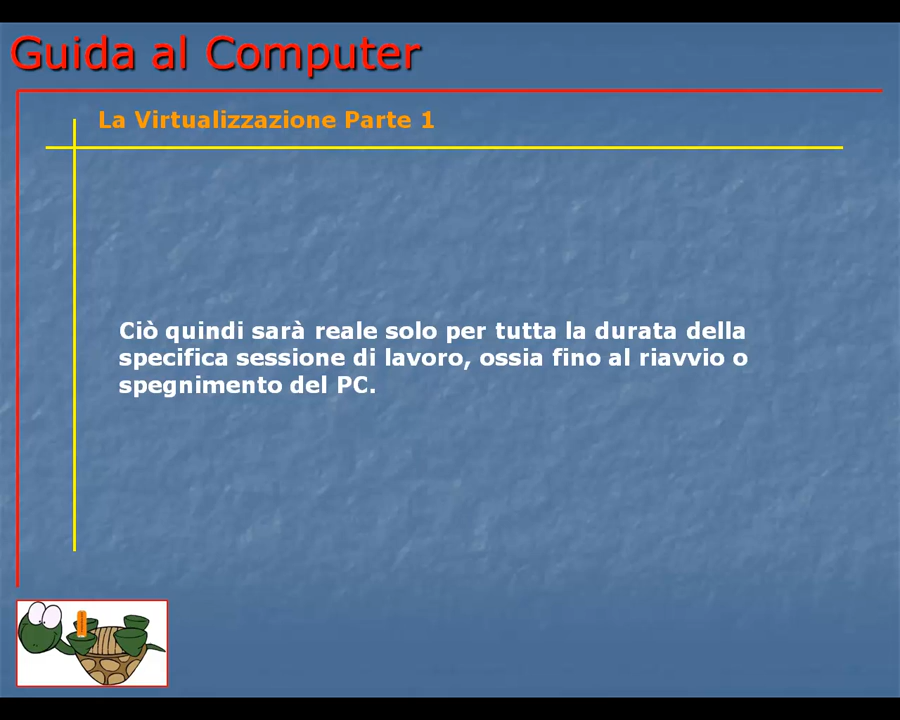 Guida al Computer
La Virtualizzazione Parte 1
Ciò quindi sarà reale solo per tutta la durata della
specifica sessione di lavoro, ossia fino al riavvio o
spegnimento del PC.